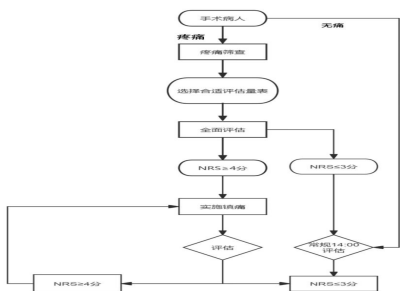 手术病人
无痛
疼痛
疼痛筛查
选择合适评估量表
全面评估
NRS≥4分
NRS≤3分
实施镇痛
评估
常规14:00
评估
NRS≥4分
NRS≤3分